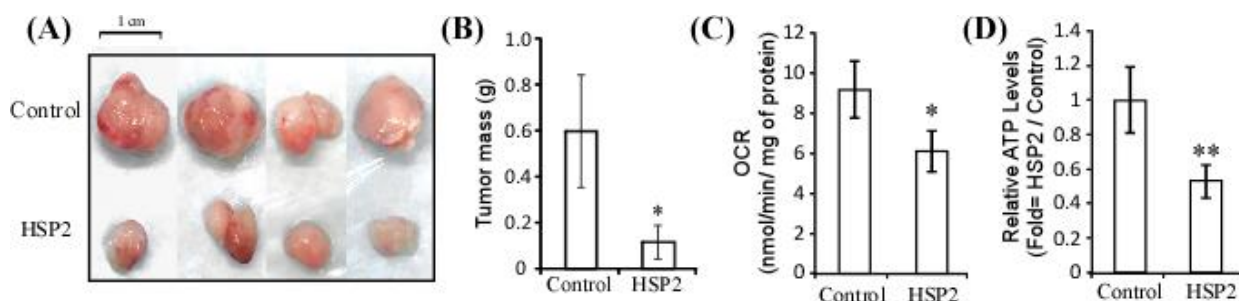 (A)
1 cm
Control
HSP2
(B)
Tumor mass (g)
1.0
0.8
0.6
0.4
0.2
0
*
Control HSP2
(C)
OCR
(nmol/min/ mg of protein)
12
10
8
6
4
2
0
*
Control HSP2
(D)
Relative ATP Levels
(Fold= HSP2 / Control)
1.4
1.2
1
0.8
0.6
0.4
0.2
0
**
Control HSP2